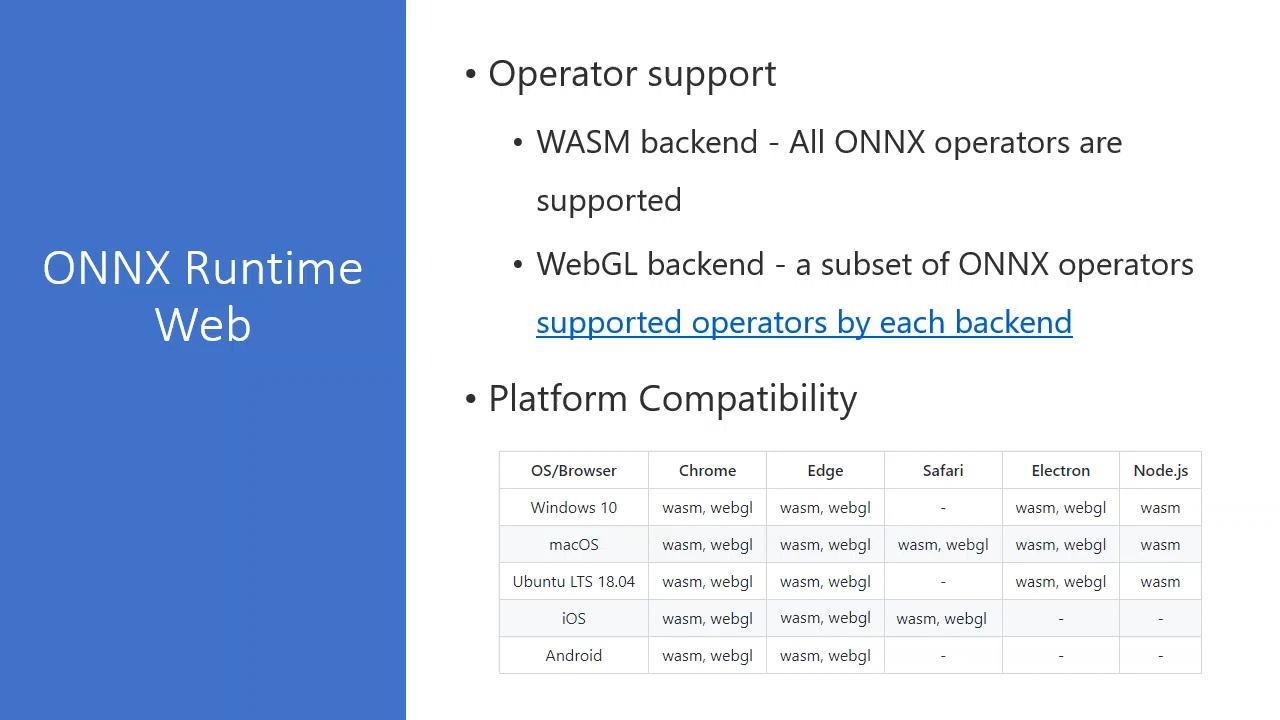 ONNX Runtime
Web
• Operator support
• WASM backend - All ONNX operators are
supported
• WebGL backend - a subset of ONNX operators
supported operators by each backend
• Platform Compatibility
OS/Browser Chrome Edge Safari Electron Node.js
Windows 10 wasm, webgl wasm, webgl - wasm, webgl wasm
macOS wasm, webgl wasm, webgl wasm, webgl wasm, webgl wasm
Ubuntu LTS 18.04 wasm, webgl wasm, webgl - wasm, webgl wasm
iOS wasm, webgl wasm, webgl wasm, webgl - -
Android wasm, webgl wasm, webgl - - -